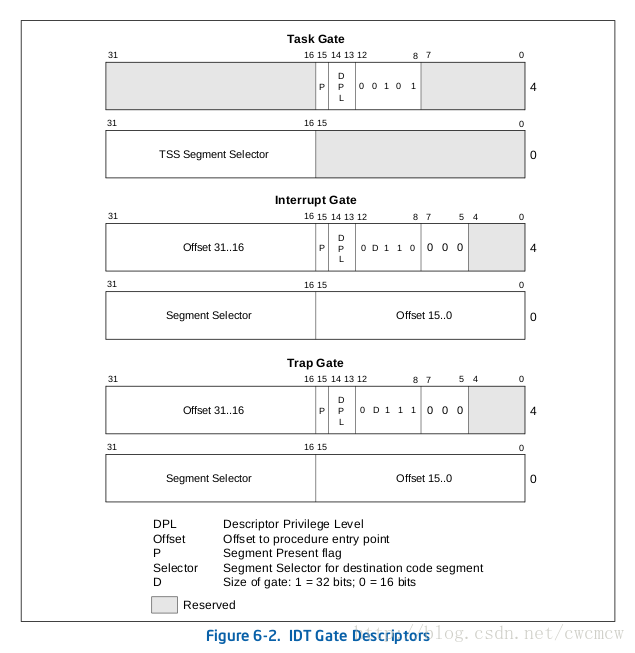 Task Gate
31 16 15 14 13 12 8 7 0
P D P L 0 0 1 0 1 4
31 16 15 0
TSS Segment Selector 0
Interrupt Gate
31 16 15 14 13 12 8 7 5 4 0
Offset 31..16 P D P L 0 D 1 1 0 0 0 0 4
31 16 15 0
Segment Selector Offset 15..0 0
Trap Gate
31 16 15 14 13 12 8 7 5 4 0
Offset 31..16 P D P L 0 D 1 1 1 0 0 0 4
31 16 15 0
Segment Selector Offset 15..0 0
DPL Descriptor Privilege Level
Offset Offset to procedure entry point
P Segment Present flag
Selector Segment Selector for destination code segment
D Size of gate: 1 = 32 bits; 0 = 16 bits
Reserved
Figure 6-2. IDT Gate Descriptors
http://blog.csdn.net/cwcmcw